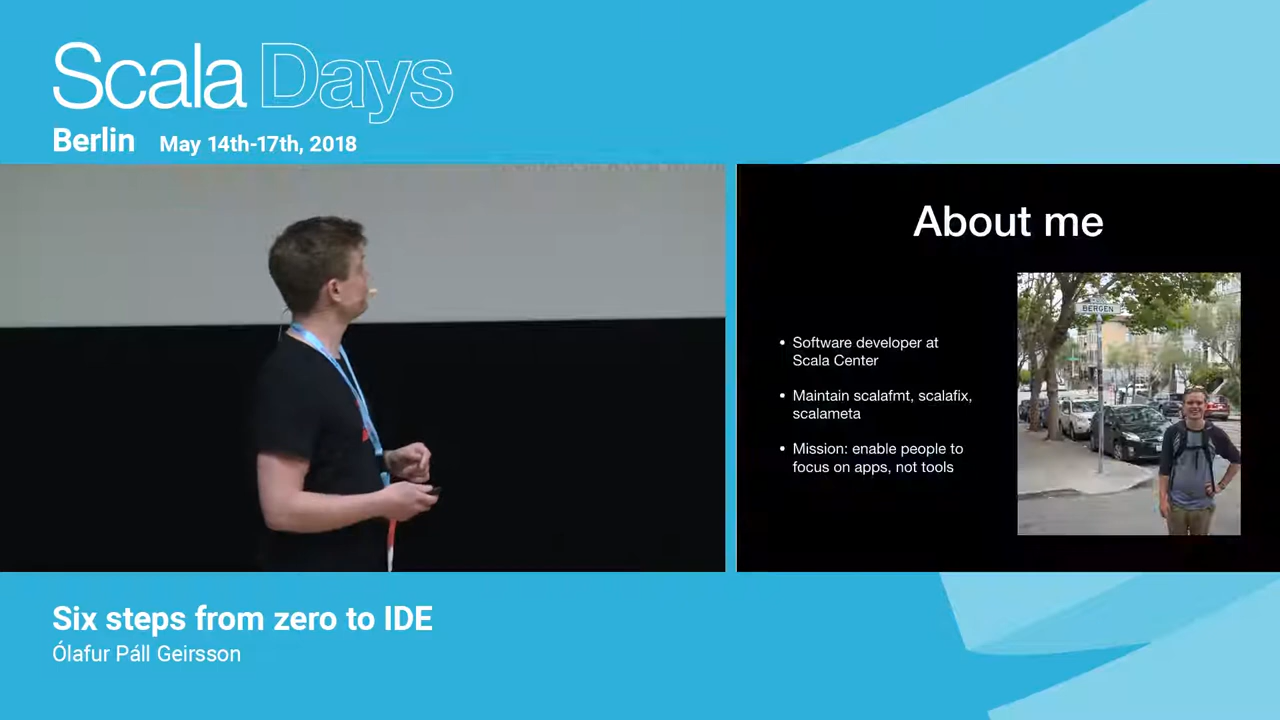 Scala Days
Berlin May 14th-17th, 2018
About me
BERGEN
• Software developer at
Scala Center
• Maintain scalafmt, scalafix,
scalameta
• Mission: enable people to
focus on apps, not tools
Six steps from zero to IDE
Ólafur Páll Geirsson